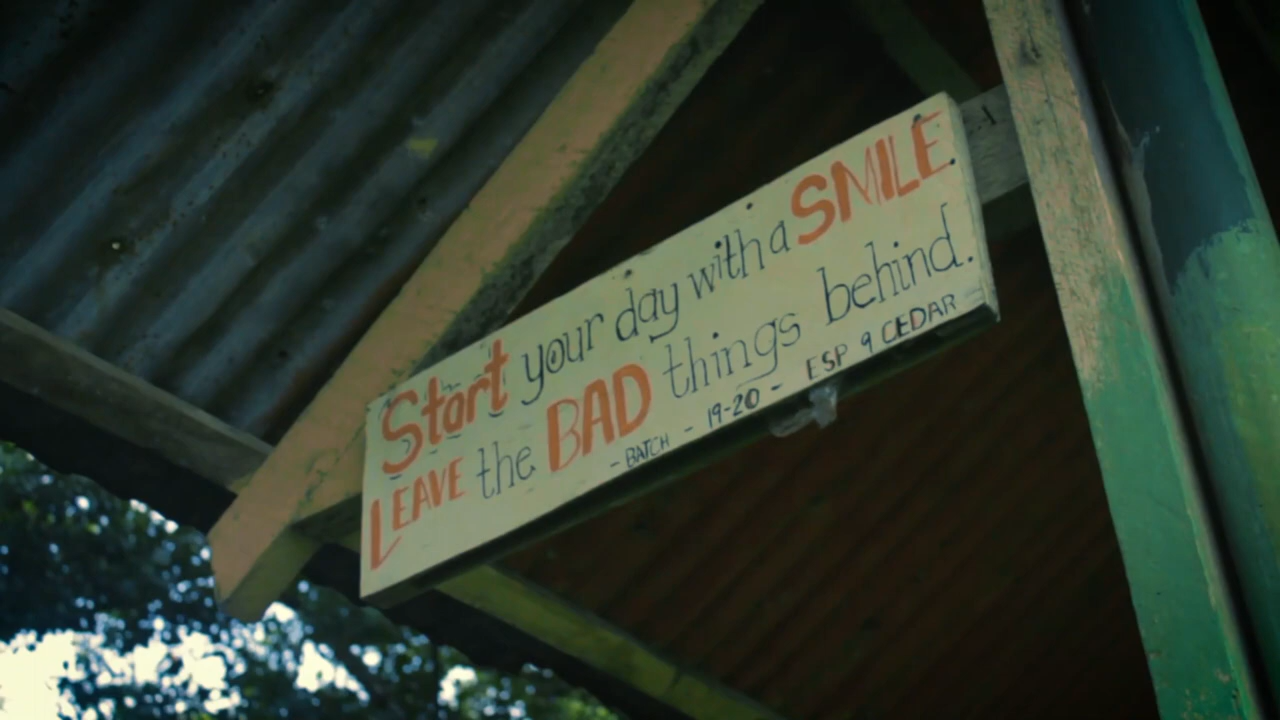 Start your day with a SMILE.
LEAVE the BAD things behind.
- BATCH - 19-20 - ESP 9 CEDAR